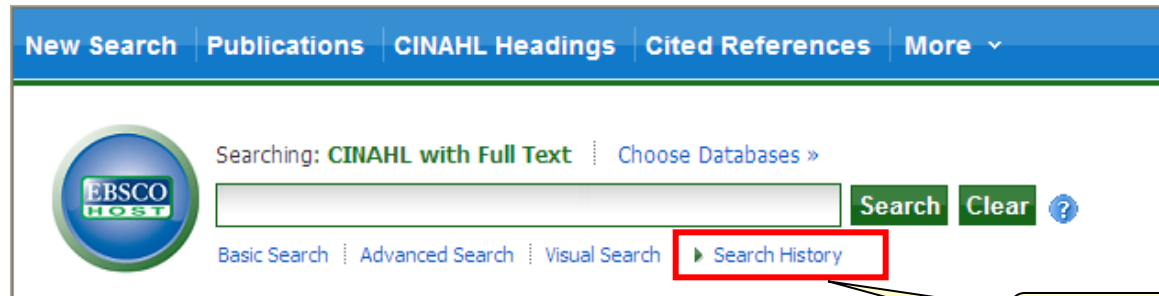 New Search Publications CINAHL Headings Cited References More
Searching: CINAHL with Full Text Choose Databases »
EBSCO
HOST
Search Clear ?
Basic Search Advanced Search Visual Search Search History